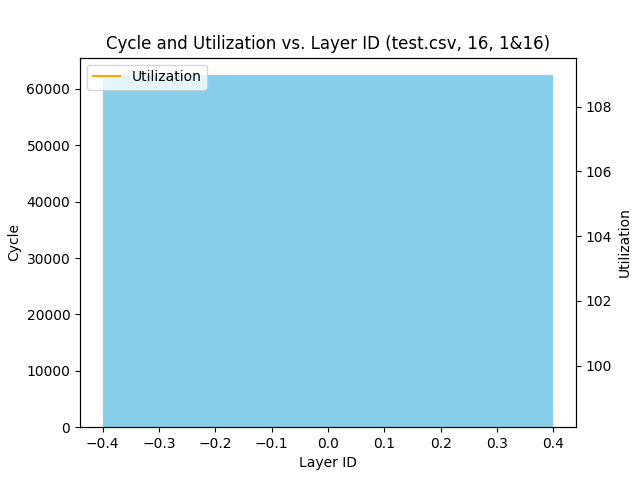 Cycle and Utilization vs. Layer ID (test.csv, 16, 1&16)
Utilization
60000
50000
40000
30000
20000
10000
0
Cycle
108
106
104
102
100
Utilization
−0.4 −0.3 −0.2 −0.1 0.0 0.1 0.2 0.3 0.4
Layer ID